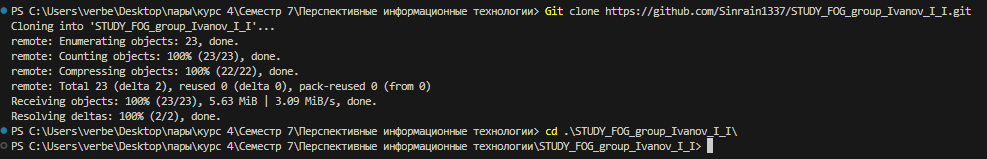 PS C:\Users\verbe\Desktop\пары\курс 4\Семестр 7\Перспективные информационные технологии> Git clone https://github.com/Sinrain1337/STUDY_FOG_group_Ivanov_I_I.git
Cloning into 'STUDY_FOG_group_Ivanov_I_I'...
remote: Enumerating objects: 23, done.
remote: Counting objects: 100% (23/23), done.
remote: Compressing objects: 100% (22/22), done.
remote: Total 23 (delta 2), reused 0 (delta 0), pack-reused 0 (from 0)
Receiving objects: 100% (23/23), 5.63 MiB | 3.09 MiB/s, done.
Resolving deltas: 100% (2/2), done.
PS C:\Users\verbe\Desktop\пары\курс 4\Семестр 7\Перспективные информационные технологии> cd .\STUDY_FOG_group_Ivanov_I_I\
PS C:\Users\verbe\Desktop\пары\курс 4\Семестр 7\Перспективные информационные технологии\STUDY_FOG_group_Ivanov_I_I>